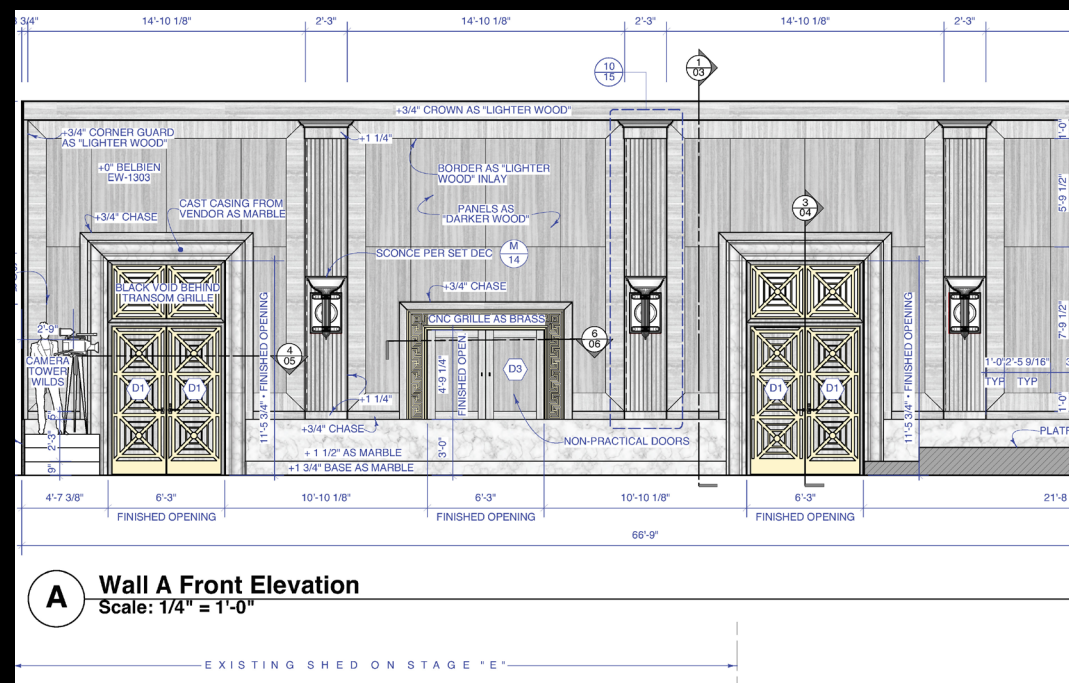 3/4"
14'-10 1/8"
2'-3"
14'-10 1/8"
2'-3"
14'-10 1/8"
2'-3"
10
15
1
03
+3/4" CROWN AS "LIGHTER WOOD"
+3/4" CORNER GUARD
AS "LIGHTER WOOD"
+1 1/4"
1'-0"
+0" BELBIEN
EW-1303
BORDER AS "LIGHTER
WOOD" INLAY
5'-9 1/2"
CAST CASING FROM
VENDOR AS MARBLE
+3/4" CHASE
PANELS AS
"DARKER WOOD"
3
04
SCONCE PER SET DEC
M
14
BLACK VOID BEHIND
TRANSOM GRILLE
+3/4" CHASE
CNC GRILLE AS BRASS
11'-5 3/4" • FINISHED OPENING
2'-9"
CAMERA
TOWER
WILDS
4
05
6
06
7'-9 1/2"
4'-9 1/4"
FINISHED OPEN.
D3
D1
D1
D1
D1
11'-5 3/4" • FINISHED OPENING
1'-0"
2'-5 9/16"
TYP
TYP
+1 1/4"
1'-0"
6"
+3/4" CHASE
2'-3"
3'-0"
NON-PRACTICAL DOORS
PLATF
+ 1 1/2" AS MARBLE
9"
+1 3/4" BASE AS MARBLE
4'-7 3/8"
6'-3"
10'-10 1/8"
6'-3"
10'-10 1/8"
6'-3"
21'-8
FINISHED OPENING
FINISHED OPENING
FINISHED OPENING
66'-9"
A
Wall A Front Elevation
Scale: 1/4" = 1'-0"
EXISTING SHED ON STAGE "E"